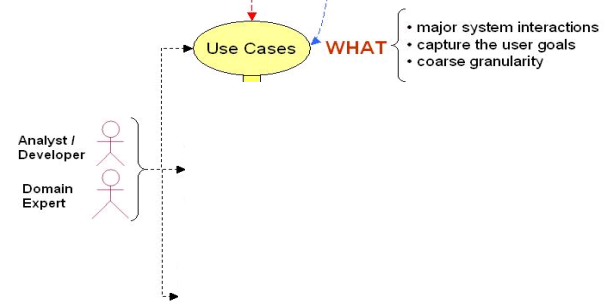 Use Cases
WHAT
• major system interactions
• capture the user goals
• coarse granularity
Analyst /
Developer
Domain
Expert